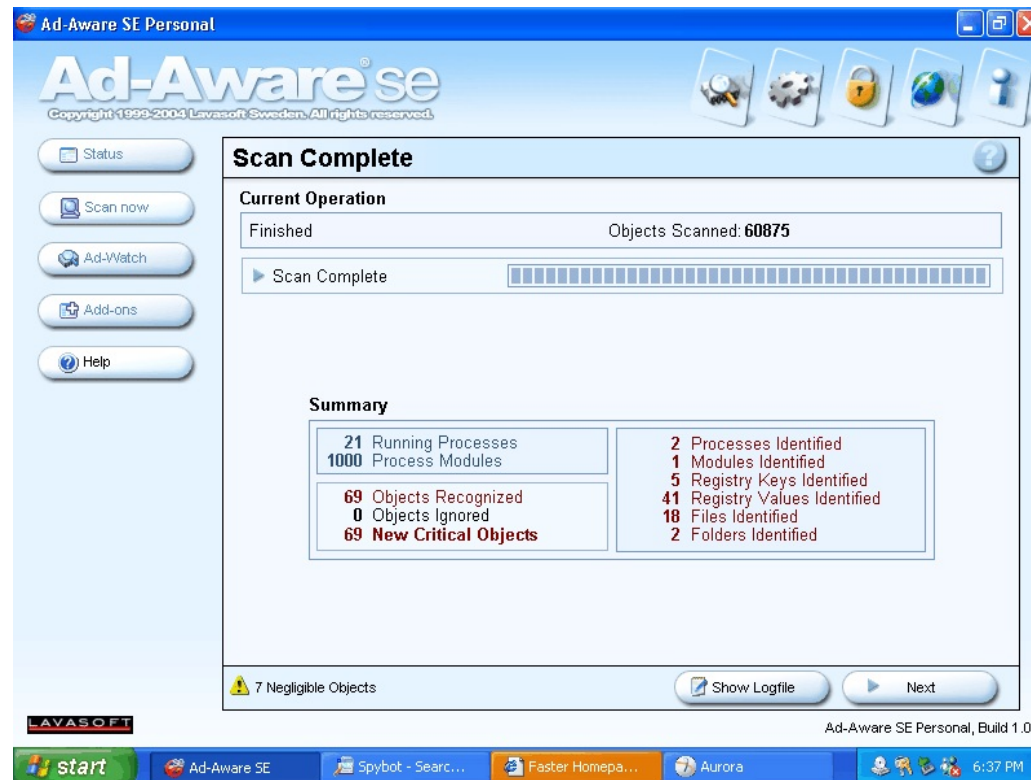 Ad-Aware SE Personal
Ad-Aware® se
Copyright 1999-2004 Lavasoft Sweden. All rights reserved.
Status
Scan now
Ad-Watch
Add-ons
Help
Scan Complete
Current Operation
Finished Objects Scanned: 60875
Scan Complete
Summary
21 Running Processes
1000 Process Modules
69 Objects Recognized
0 Objects Ignored
69 New Critical Objects
2 Processes Identified
1 Modules Identified
5 Registry Keys Identified
41 Registry Values Identified
18 Files Identified
2 Folders Identified
7 Negligible Objects
Show Logfile
Next
LAVASOFT
Ad-Aware SE Personal, Build 1.0
start
Ad-Aware SE
Spybot - Searc...
Faster Homepa...
Aurora
6:37 PM